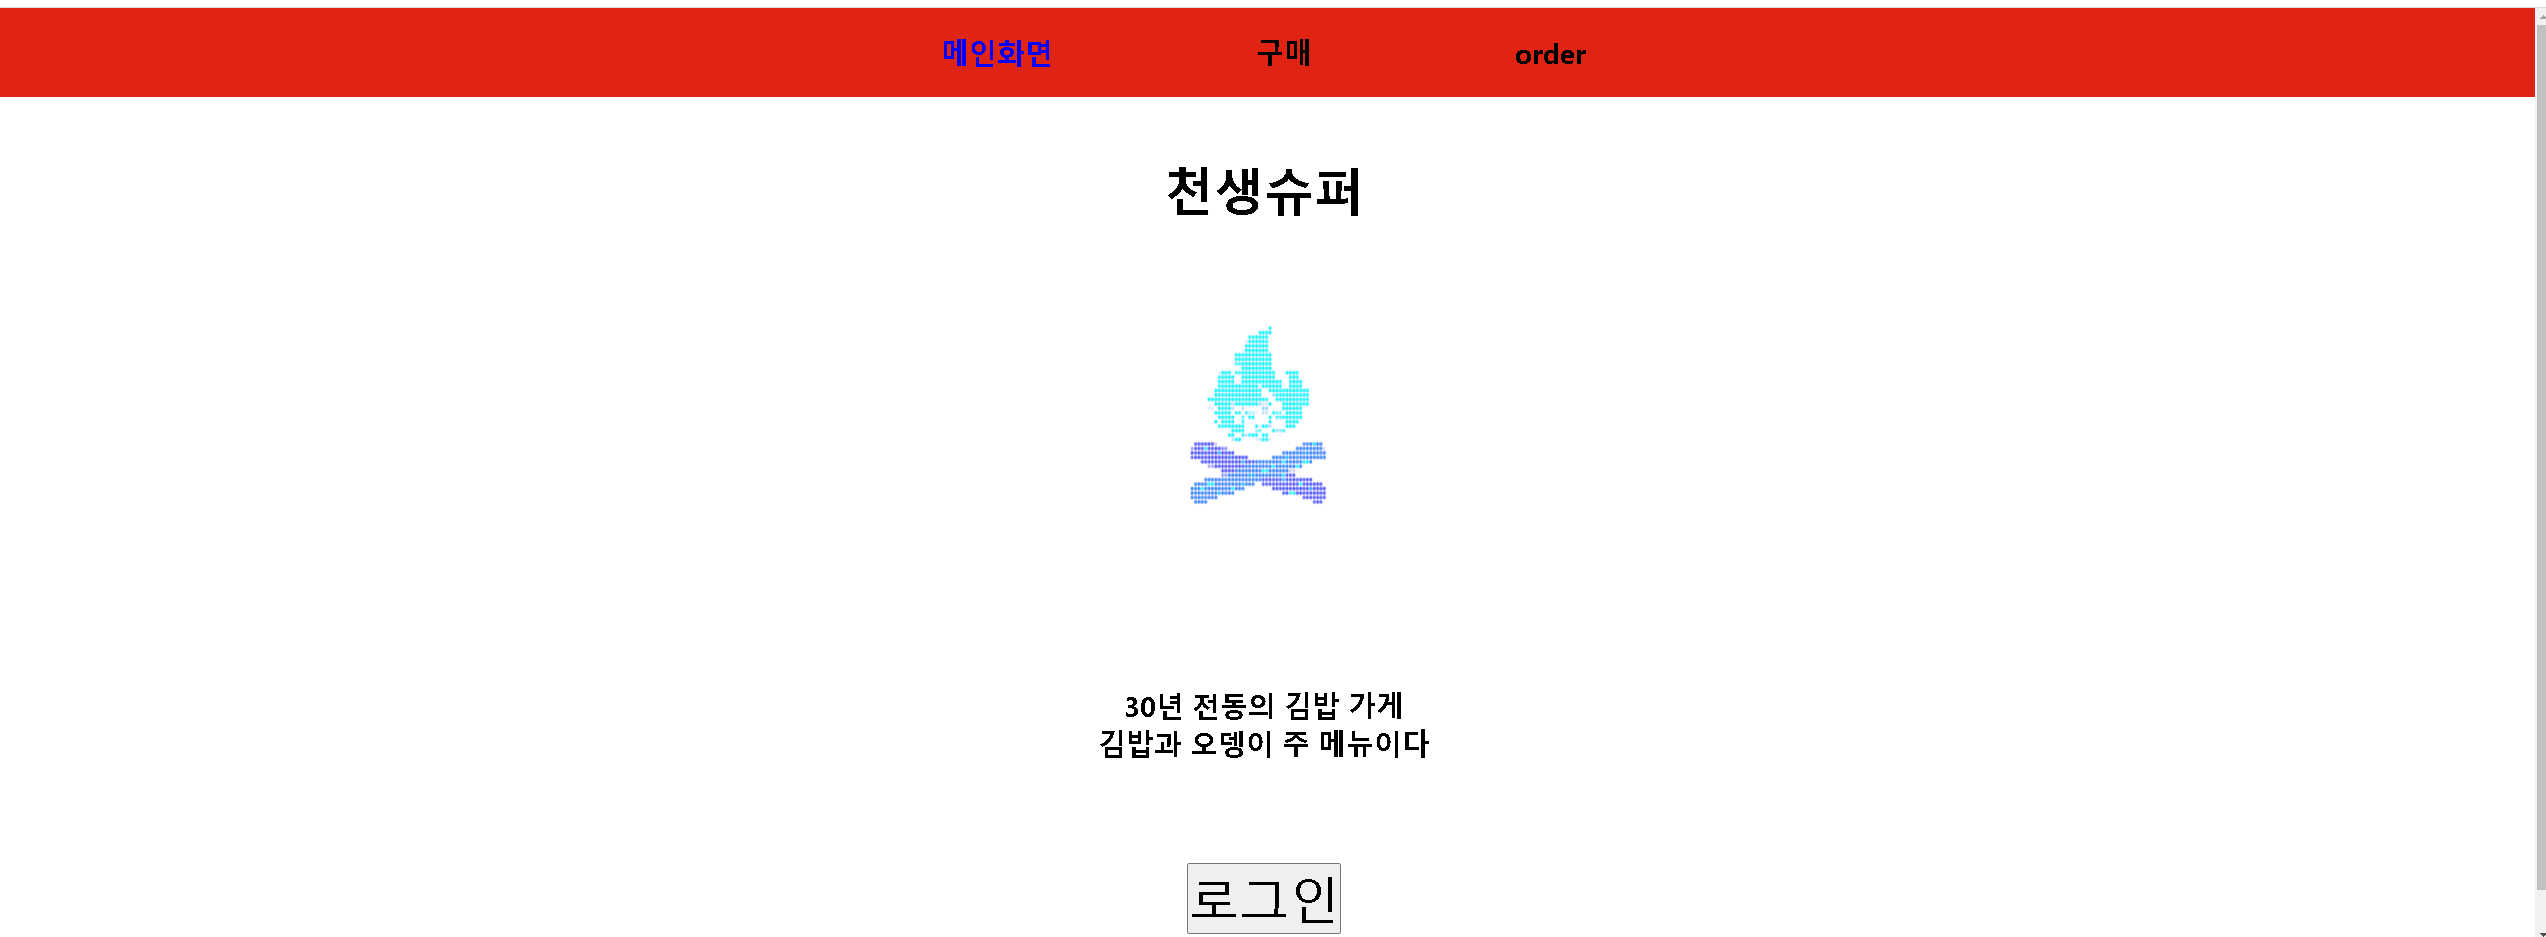 메인화면 구매 order
천생슈퍼
30년 전동의 김밥 가게
김밥과 오뎅이 주 메뉴이다
로그인